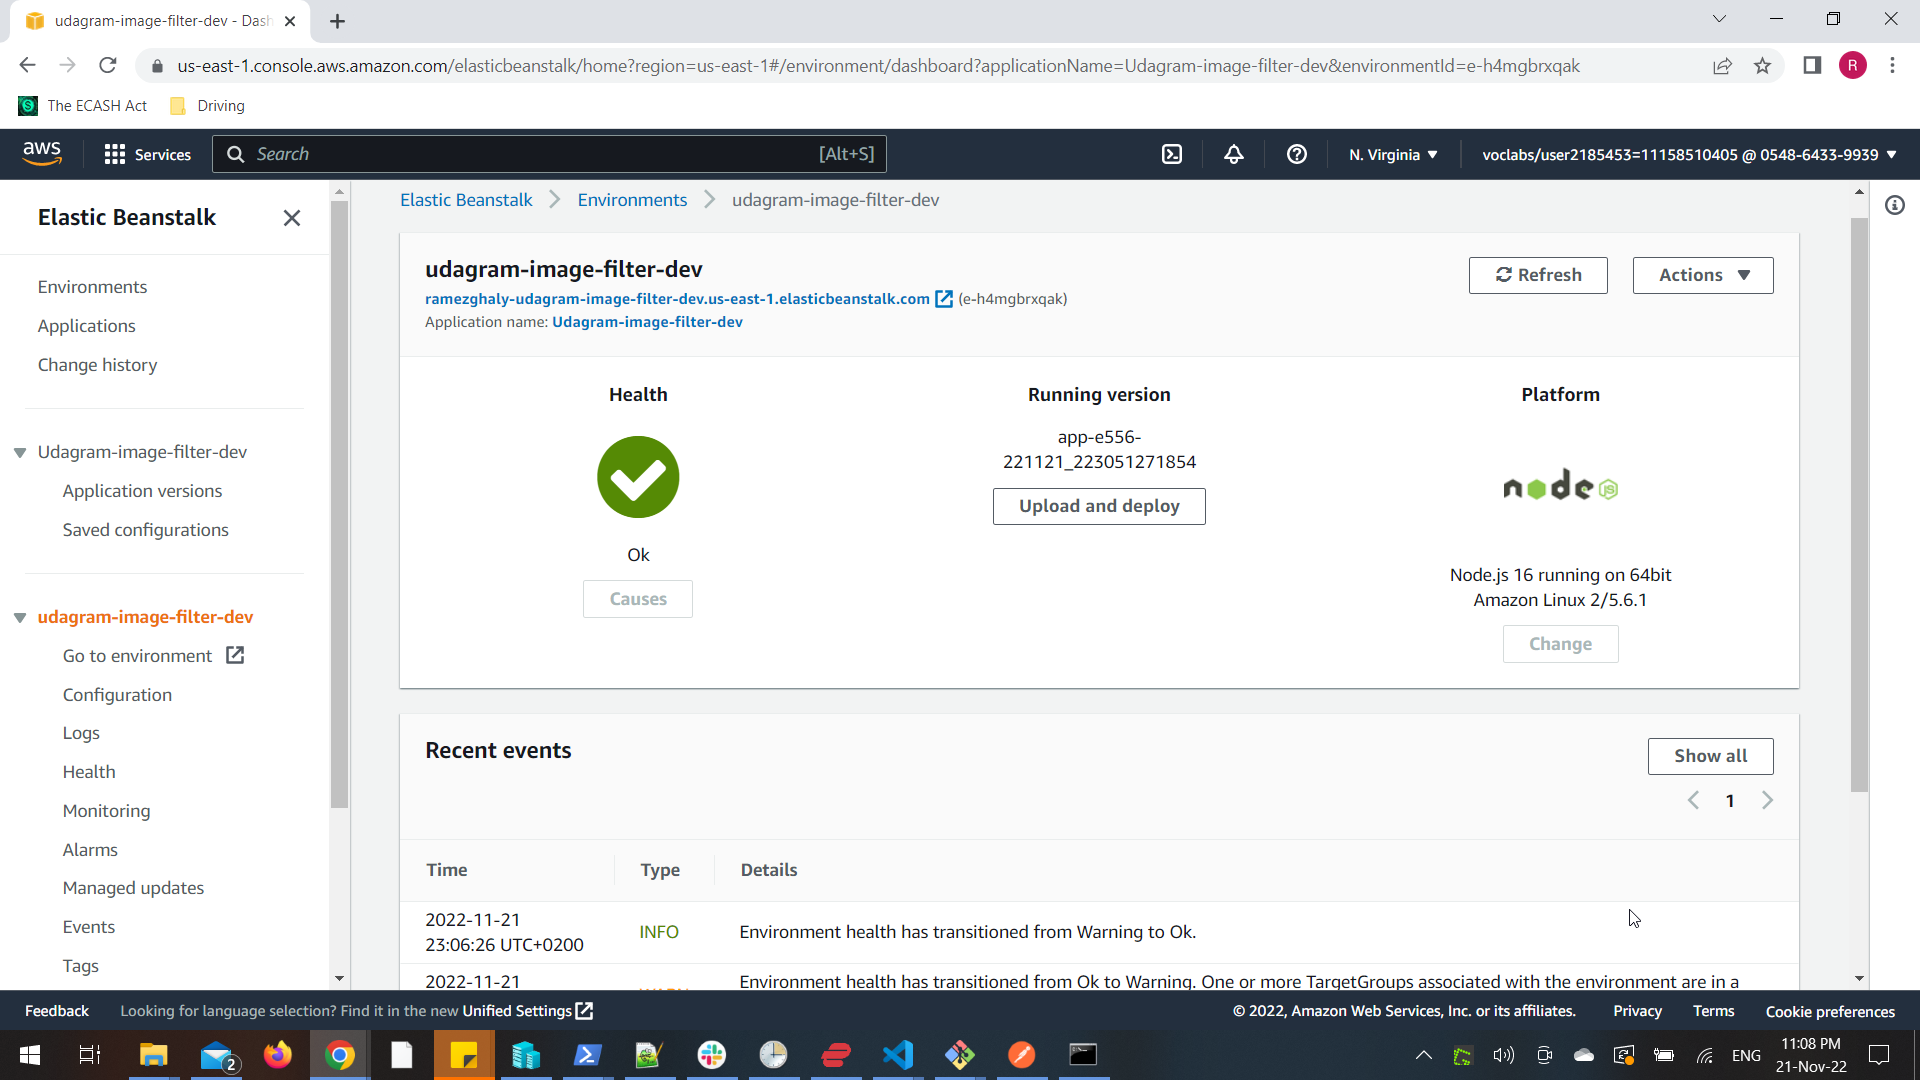 udagram-image-filter-dev - Dash
us-east-1.console.aws.amazon.com/elasticbeanstalk/home?region=us-east-1#/environment/dashboard?applicationName=Udagram-image-filter-dev&environmentId=e-h4mgbrxqak
R
The ECASH Act
Driving
aws
Services
Search
[Alt+S]
N. Virginia
voclabs/user2185453=11158510405 @ 0548-6433-9939
Elastic Beanstalk
Environments
Applications
Change history
Udagram-image-filter-dev
Application versions
Saved configurations
udagram-image-filter-dev
Go to environment
Configuration
Logs
Health
Monitoring
Alarms
Managed updates
Events
Tags
Elastic Beanstalk
Environments
udagram-image-filter-dev
udagram-image-filter-dev
ramezghaly-udagram-image-filter-dev.us-east-1.elasticbeanstalk.com (e-h4mgbrxqak)
Application name: Udagram-image-filter-dev
Refresh
Actions
Health
Ok
Causes
Running version
app-e556-
221121_223051271854
Upload and deploy
Platform
node JS
Node.js 16 running on 64bit
Amazon Linux 2/5.6.1
Change
Recent events
Show all
1
Time
Type
Details
2022-11-21
23:06:26 UTC+0200
INFO
Environment health has transitioned from Warning to Ok.
2022-11-21
Environment health has transitioned from Ok to Warning. One or more TargetGroups associated with the environment are in a
Feedback
Looking for language selection? Find it in the new Unified Settings
© 2022, Amazon Web Services, Inc. or its affiliates.
Privacy
Terms
Cookie preferences
2
ENG
11:08 PM
21-Nov-22